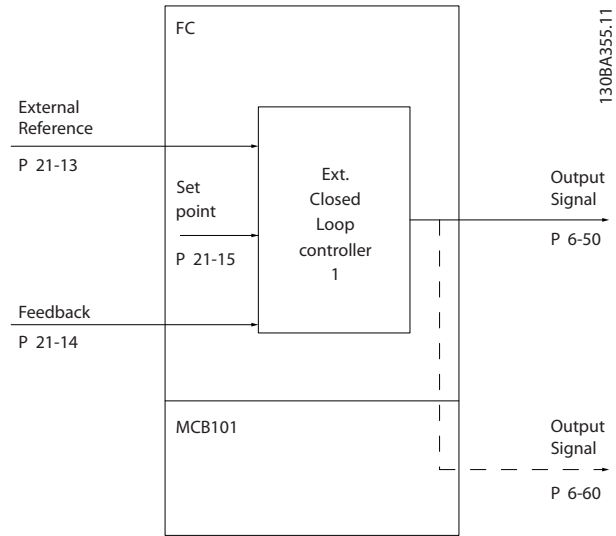 FC
130BA355.11
External
Reference
P 21-13
Set
point
P 21-15
Ext.
Closed
Loop
controller
1
Output
Signal
P 6-50
Feedback
P 21-14
MCB101
Output
Signal
P 6-60